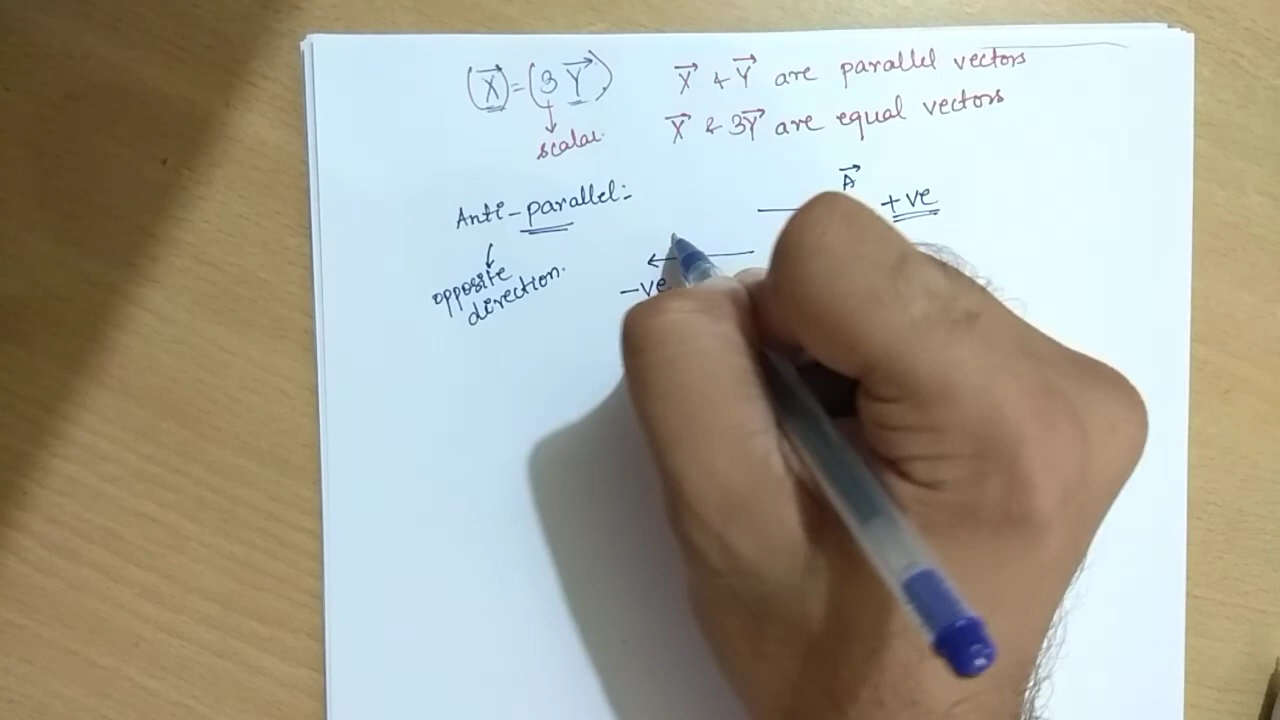 (X⃗) = (3 Y⃗)
X⃗ & Y⃗ are parallel vectors
scalar
X⃗ & 3Y⃗ are equal vectors
Anti-parallel:-
A⃗
+ve
opposite
direction.
-ve